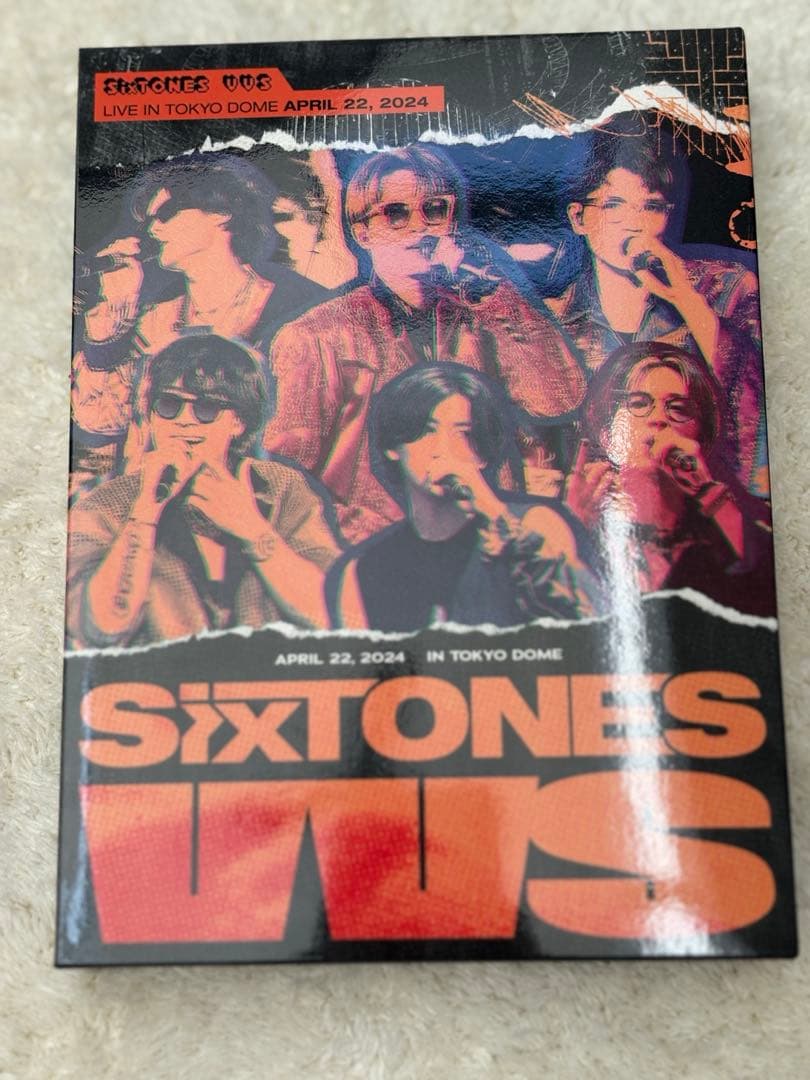 SixTONES VVS
LIVE IN TOKYO DOME APRIL 22, 2024
APRIL 22, 2024 IN TOKYO DOME
SixTONES
VVS